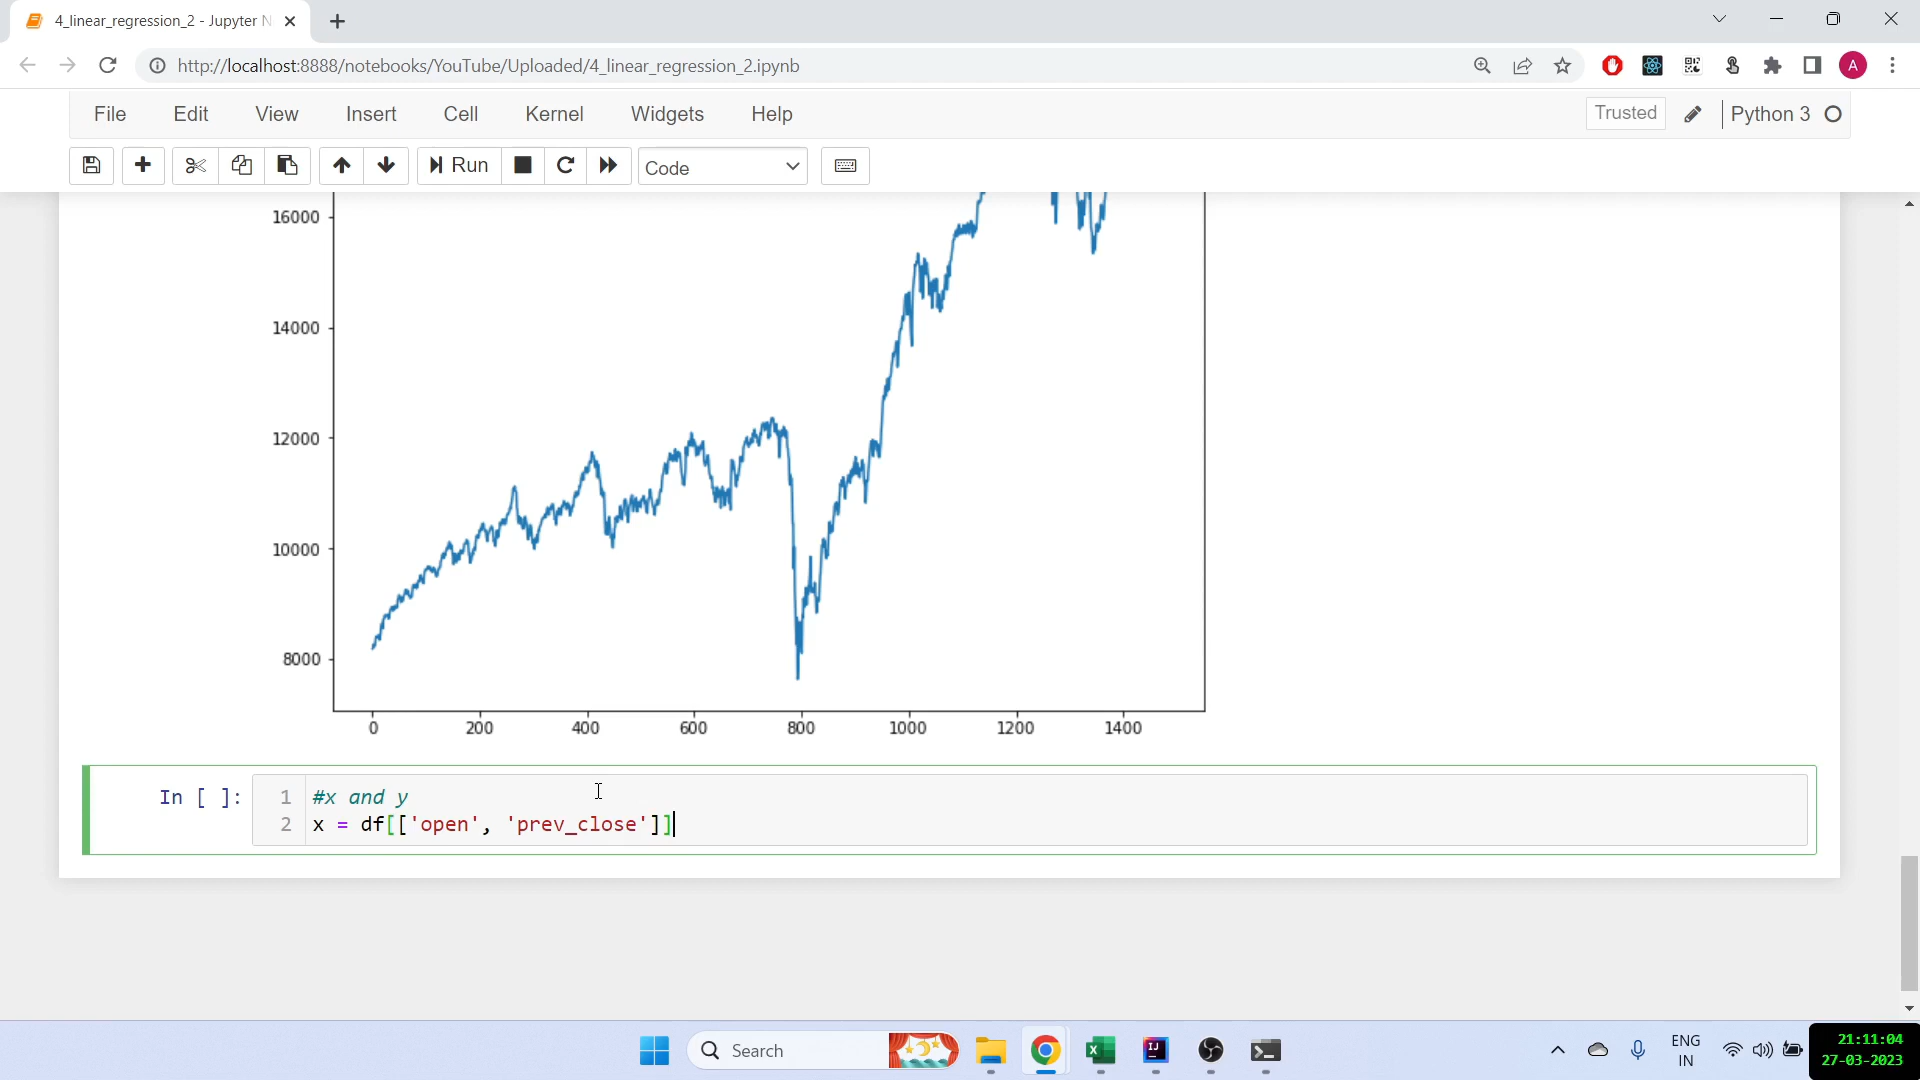 4_linear_regression_2 - Jupyter N
http://localhost:8888/notebooks/YouTube/Uploaded/4_linear_regression_2.ipynb
A
File Edit View Insert Cell Kernel Widgets Help
Trusted Python 3
Run Code
16000
14000
12000
10000
8000
0 200 400 600 800 1000 1200 1400
In [ ]: 1 #x and y
2 x = df[['open', 'prev_close']]
Search
IJ
ENG
IN
21:11:04
27-03-2023